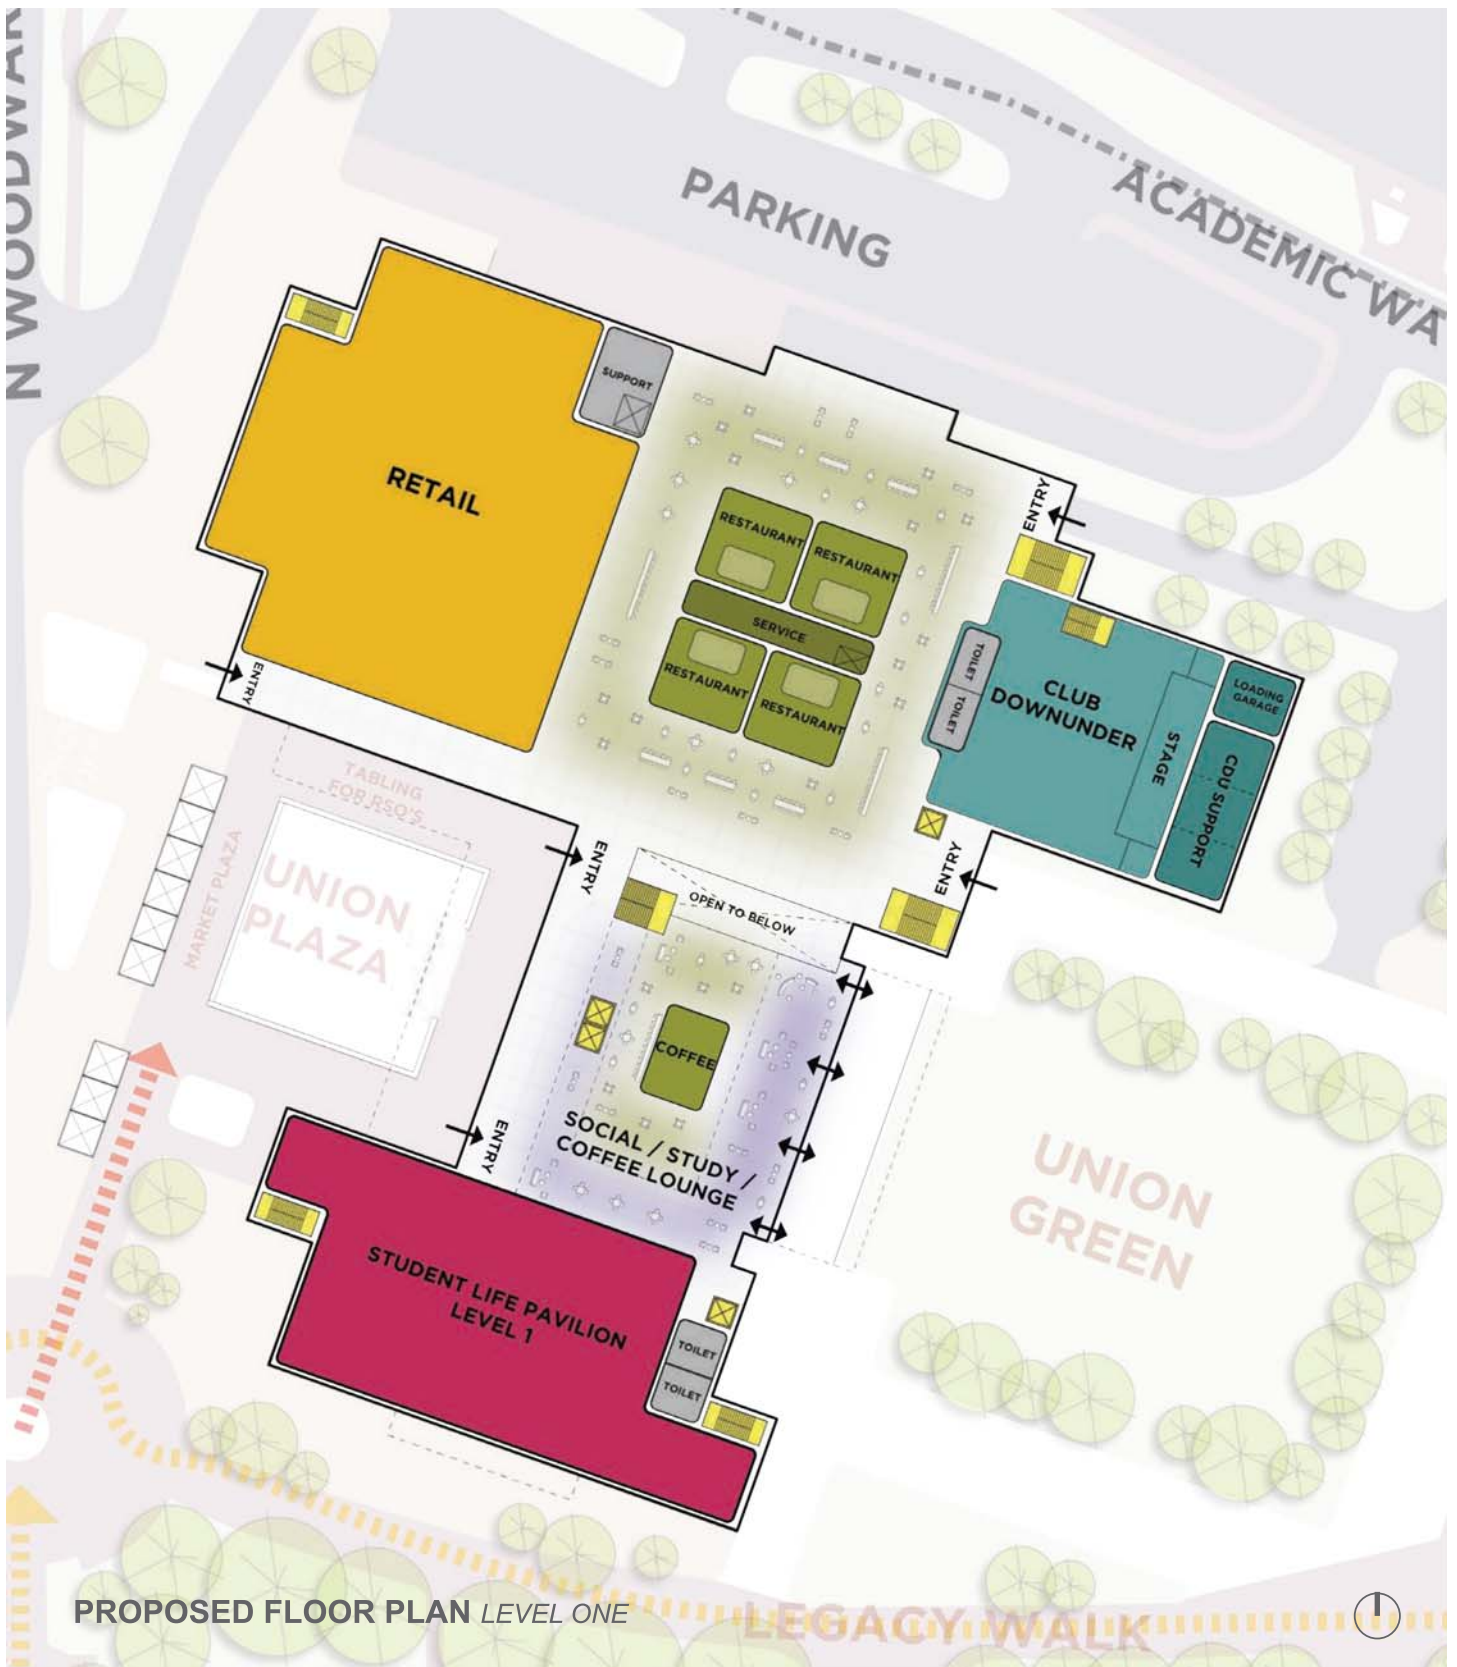 N WOODWAR
PARKING
ACADEMIC WA
SUPPORT
RETAIL
ENTRY
RESTAURANT
RESTAURANT
SERVICE
RESTAURANT
RESTAURANT
ENTRY
TOILET
TOILET
CLUB
DOWNUNDER
STAGE
LOADING
GARAGE
CDU SUPPORT
ENTRY
TABLING
FOR RSO'S
MARKET PLAZA
UNION
PLAZA
ENTRY
ENTRY
OPEN TO BELOW
COFFEE
SOCIAL / STUDY /
COFFEE LOUNGE
ENTRY
UNION
GREEN
STUDENT LIFE PAVILION
LEVEL 1
TOILET
TOILET
PROPOSED FLOOR PLAN LEVEL ONE
LEGACY WALK